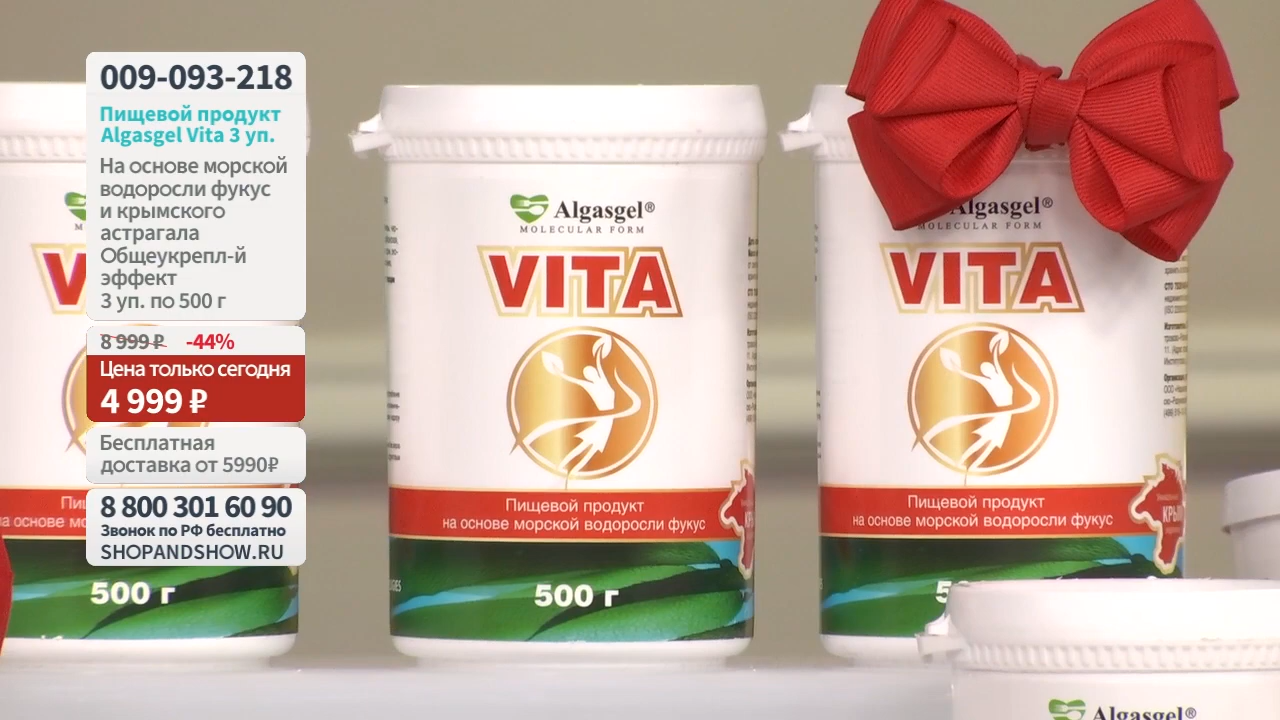 009-093-218
Пищевой продукт
Algasgel Vita 3 уп.
На основе морской
водоросли фукус
и крымского
астрагала
Общеукрепл-й
эффект
3 уп. по 500 г
8 999 ₽ -44%
Цена только сегодня
4 999 ₽
Бесплатная
доставка от 5990₽
8 800 301 60 90
Звонок по РФ бесплатно
SHOPANDSHOW.RU
500 г
Algasgel®
MOLECULAR FORM
VITA
Пищевой продукт
на основе морской водоросли фукус
500 г
Algasgel®
MOLECULAR FORM
VITA
Пищевой продукт
на основе морской водоросли фукус
Algasgel®